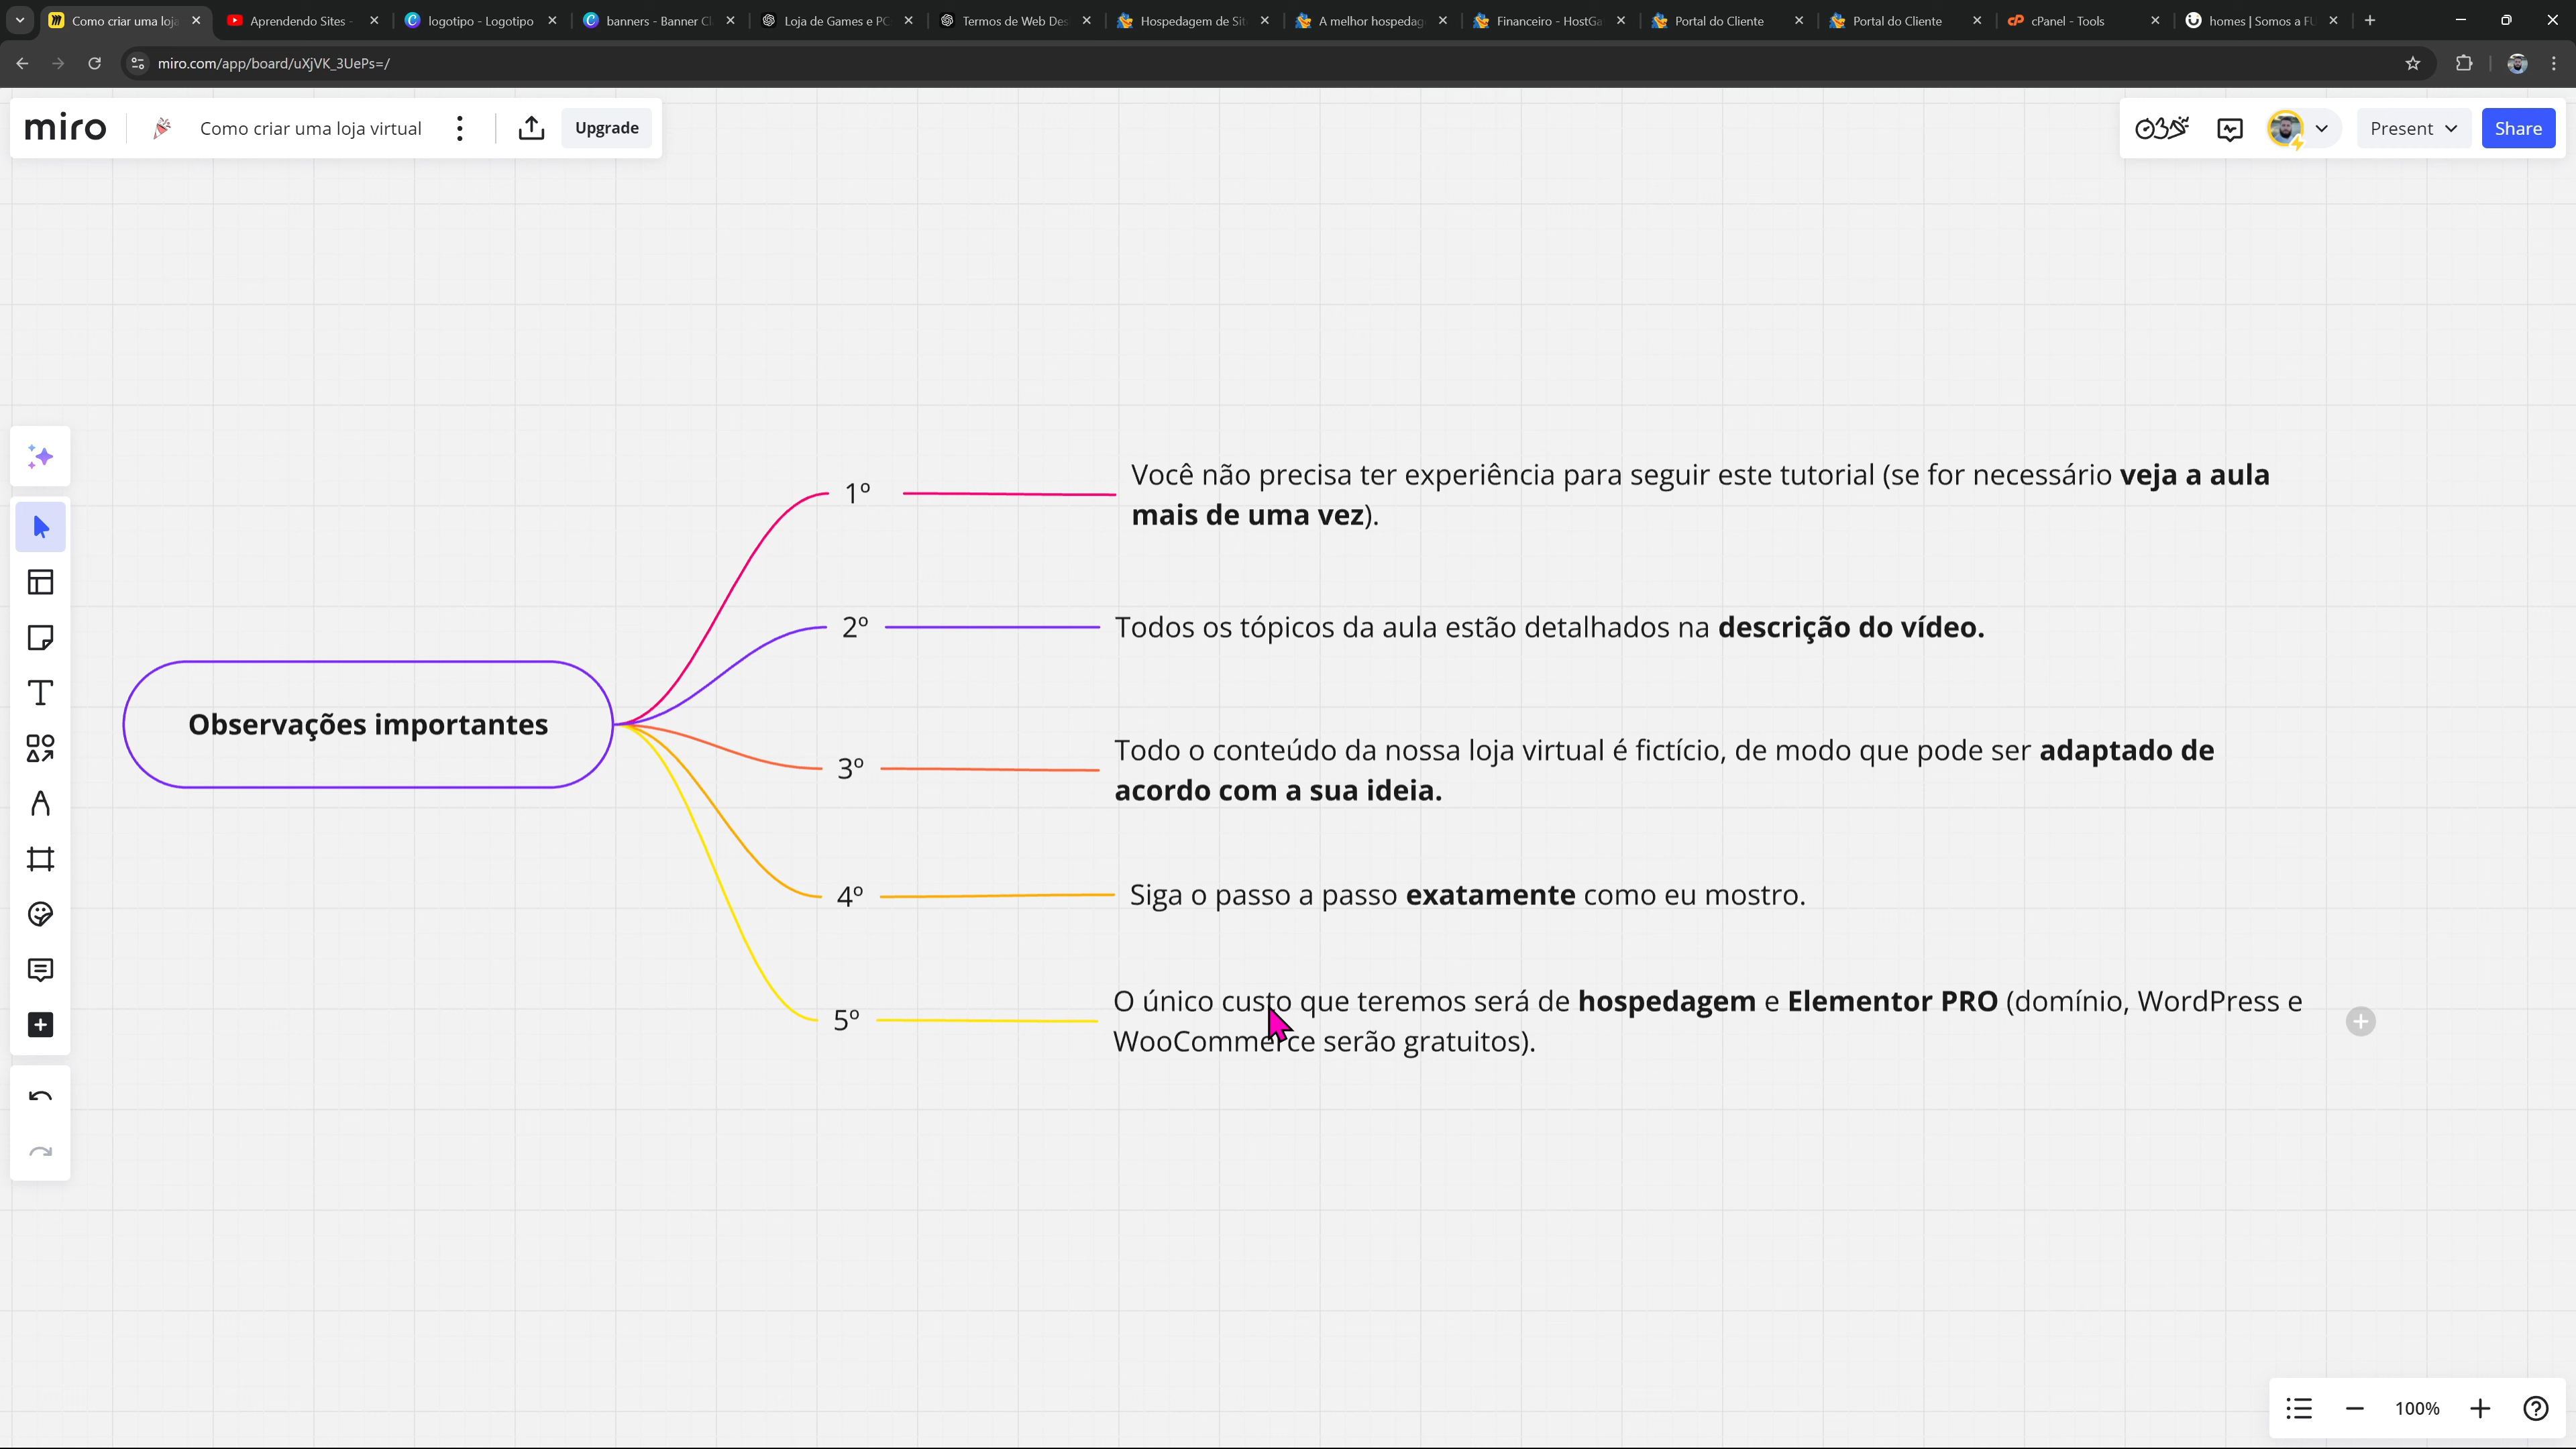 Como criar uma loja
Aprendendo Sites -
logotipo - Logotipo
banners - Banner Cl
Loja de Games e PC
Termos de Web Des
Hospedagem de Sit
A melhor hospedag
Financeiro - HostGa
Portal do Cliente
Portal do Cliente
cPanel - Tools
homes | Somos a FU
miro.com/app/board/uXjVK_3UePs=/
miro
Como criar uma loja virtual
Upgrade
Present
Share
1º
Você não precisa ter experiência para seguir este tutorial (se for necessário veja a aula
mais de uma vez).
2º
Todos os tópicos da aula estão detalhados na descrição do vídeo.
Observações importantes
3º
Todo o conteúdo da nossa loja virtual é fictício, de modo que pode ser adaptado de
acordo com a sua ideia.
4º
Siga o passo a passo exatamente como eu mostro.
5º
O único custo que teremos será de hospedagem e Elementor PRO (domínio, WordPress e
WooCommerce serão gratuitos).
100%